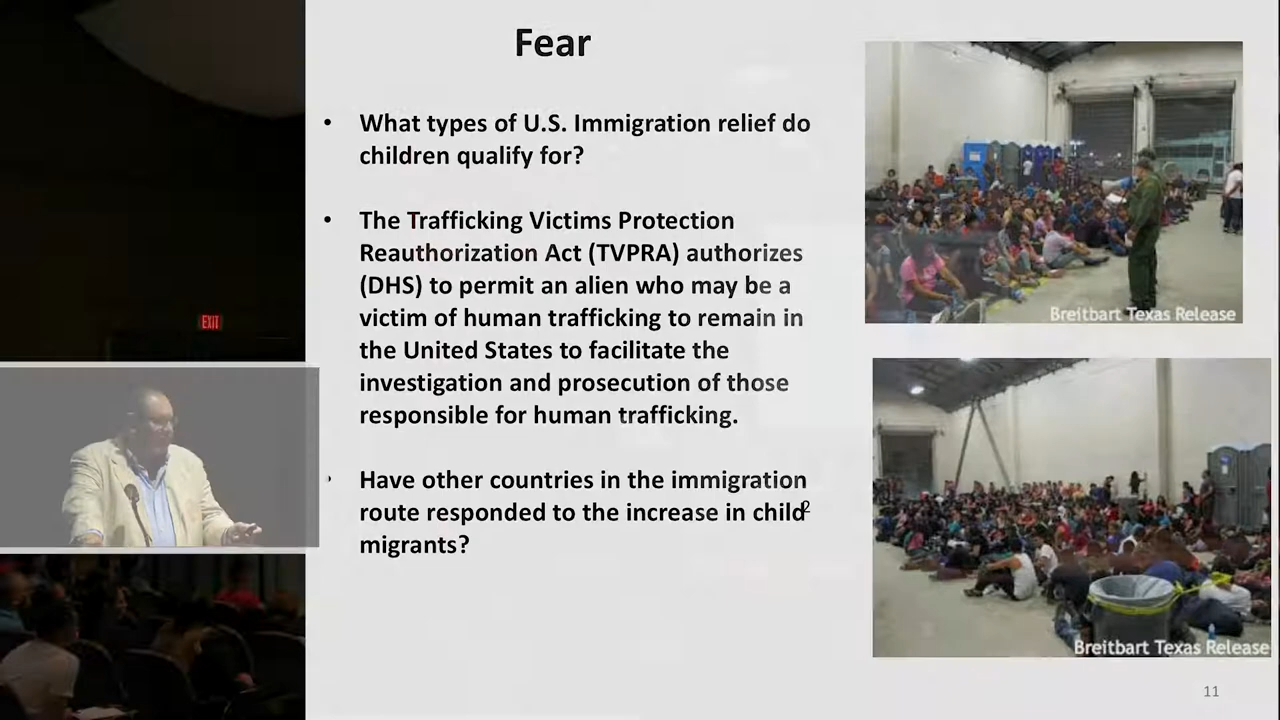 Fear
• What types of U.S. Immigration relief do
children qualify for?
• The Trafficking Victims Protection
Reauthorization Act (TVPRA) authorizes
(DHS) to permit an alien who may be a
victim of human trafficking to remain in
the United States to facilitate the
investigation and prosecution of those
responsible for human trafficking.
• Have other countries in the immigration
route responded to the increase in child2
migrants?
Breitbart Texas Release
Breitbart Texas Release
EXIT
11